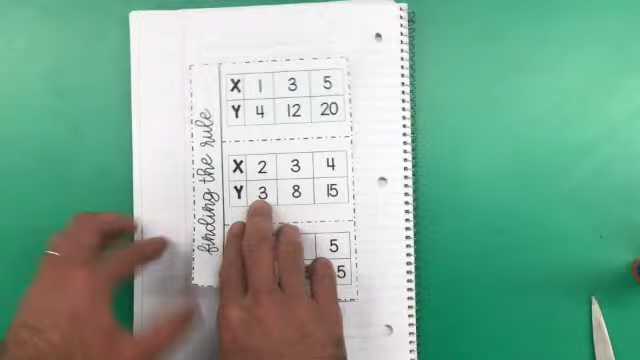 finding the rule
X 1 3 5
Y 4 12 20
X 2 3 4
Y 3 8 15
5
5